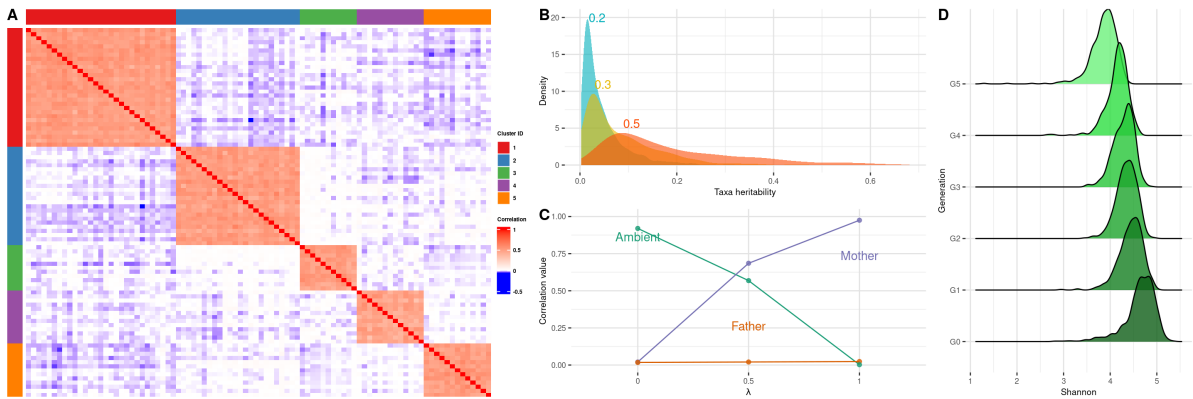 A
Cluster ID
1
2
3
4
5
Correlation
1
0.5
0
-0.5
B
Density
20
15
10
5
0
0.2
0.3
0.5
0.0
0.2
0.4
0.6
Taxa heritability
C
Correlation value
1.00
0.75
0.50
0.25
0.00
Ambient
Mother
Father
0
0.5
1
λ
D
Generation
G5
G4
G3
G2
G1
G0
1
2
3
4
5
Shannon